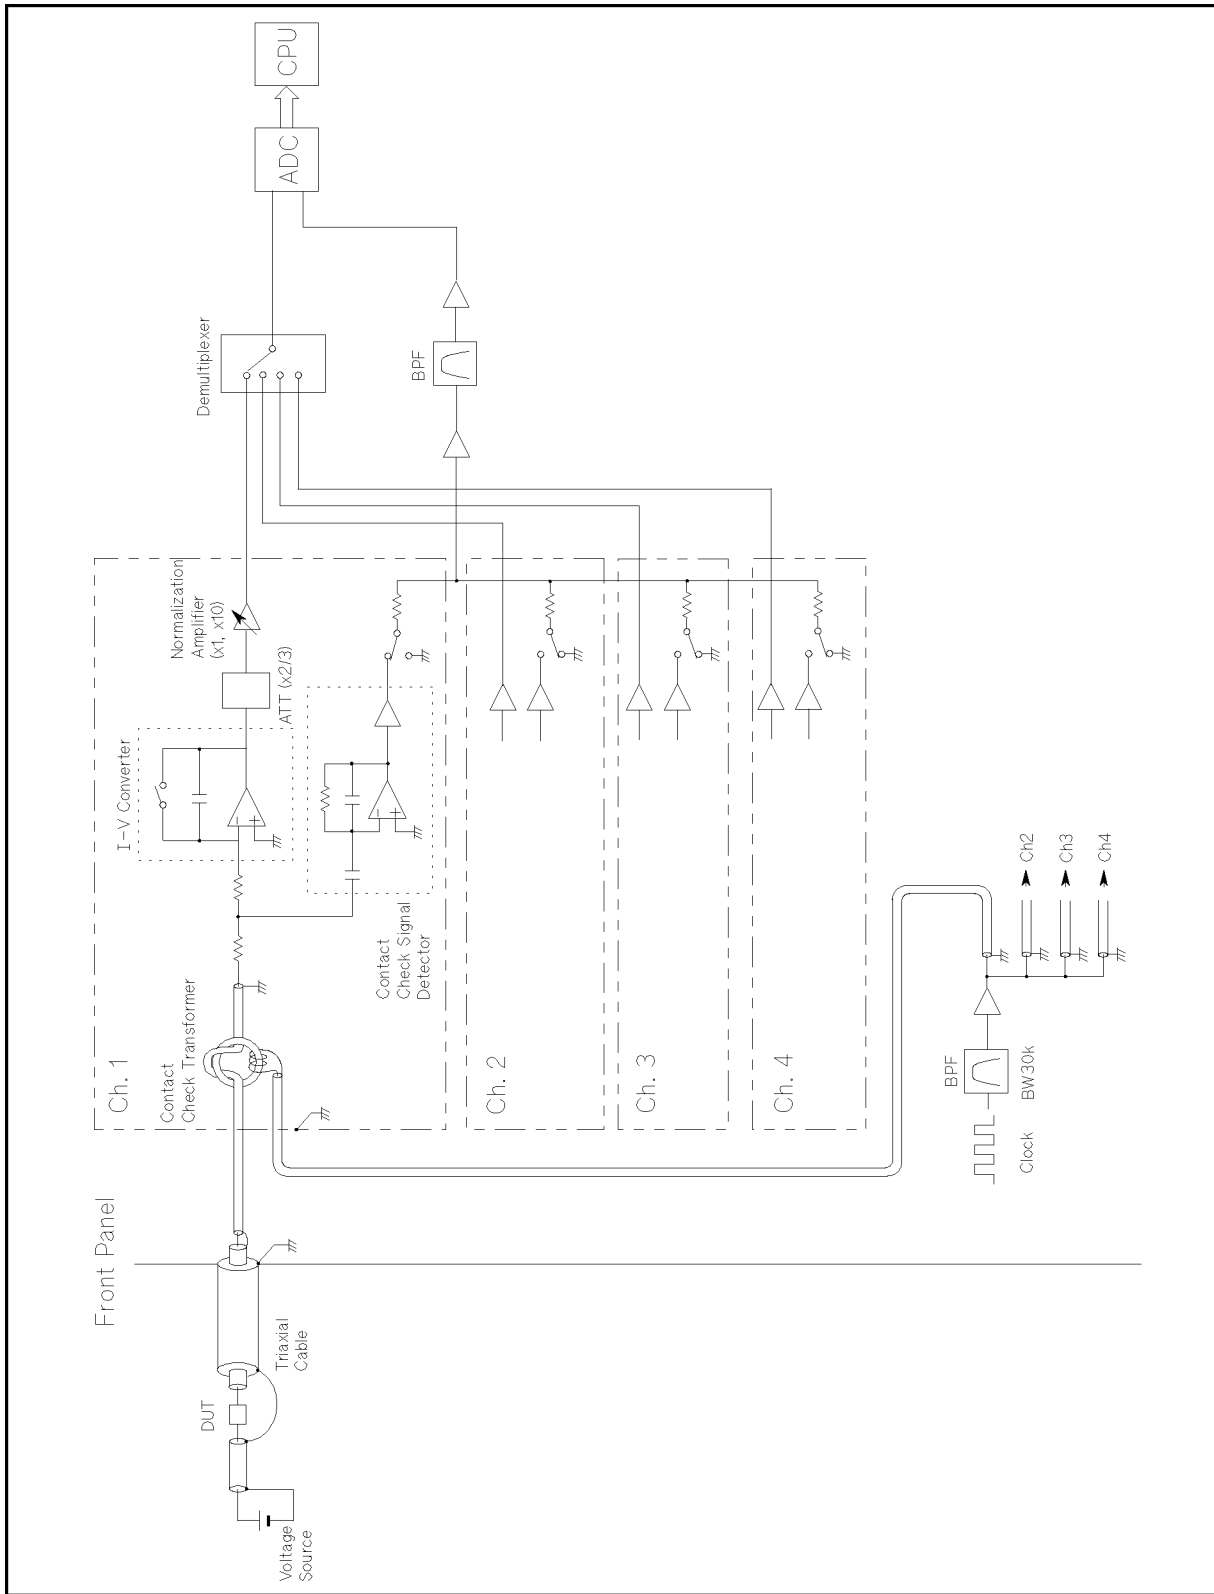 Front Panel
Voltage
Source
DUT
Triaxial
Cable
Ch. 1
Contact
Check Transformer
I-V Converter
-
+
ATT (x2/3)
Normalization
Amplifier
(x1, x10)
Contact
Check Signal
Detector
-
+
Demultiplexer
ADC
CPU
BPF
Ch. 2
Ch. 3
Ch. 4
Clock
BPF
BW30k
Ch2
Ch3
Ch4